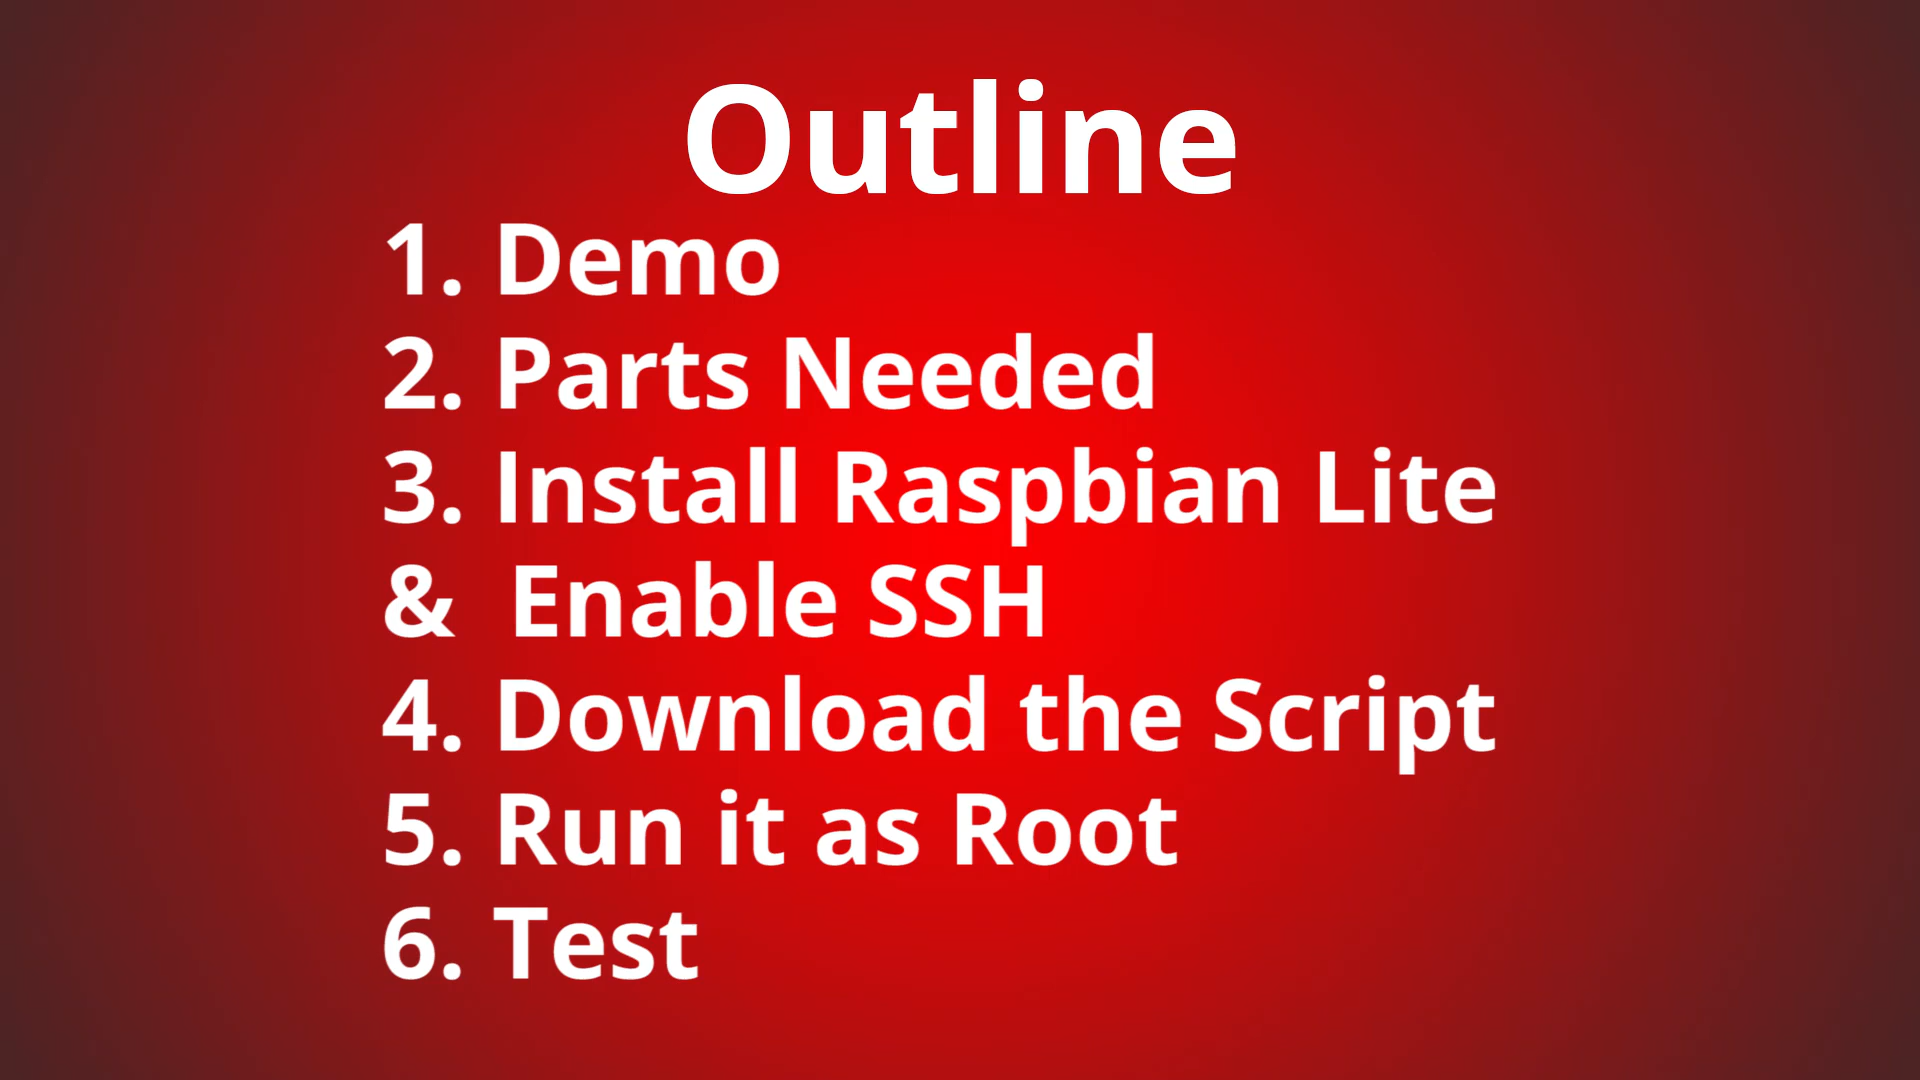 Outline
1. Demo
2. Parts Needed
3. Install Raspbian Lite
& Enable SSH
4. Download the Script
5. Run it as Root
6. Test